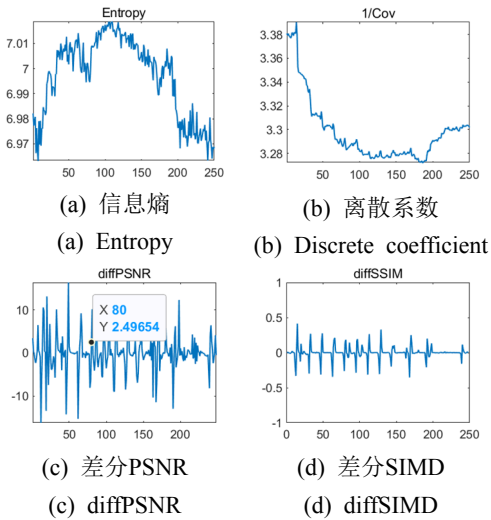 Entropy
7.01
7
6.99
6.98
6.97
50 100 150 200 250
(a) 信息熵
(a) Entropy
1/Cov
3.38
3.36
3.34
3.32
3.3
3.28
50 100 150 200 250
(b) 离散系数
(b) Discrete coefficient
diffPSNR
10
0
-10
X 80
Y 2.49654
50 100 150 200
(c) 差分PSNR
(c) diffPSNR
diffSSIM
1
0.5
0
-0.5
-1
0 50 100 150 200 250
(d) 差分SIMD
(d) diffSIMD